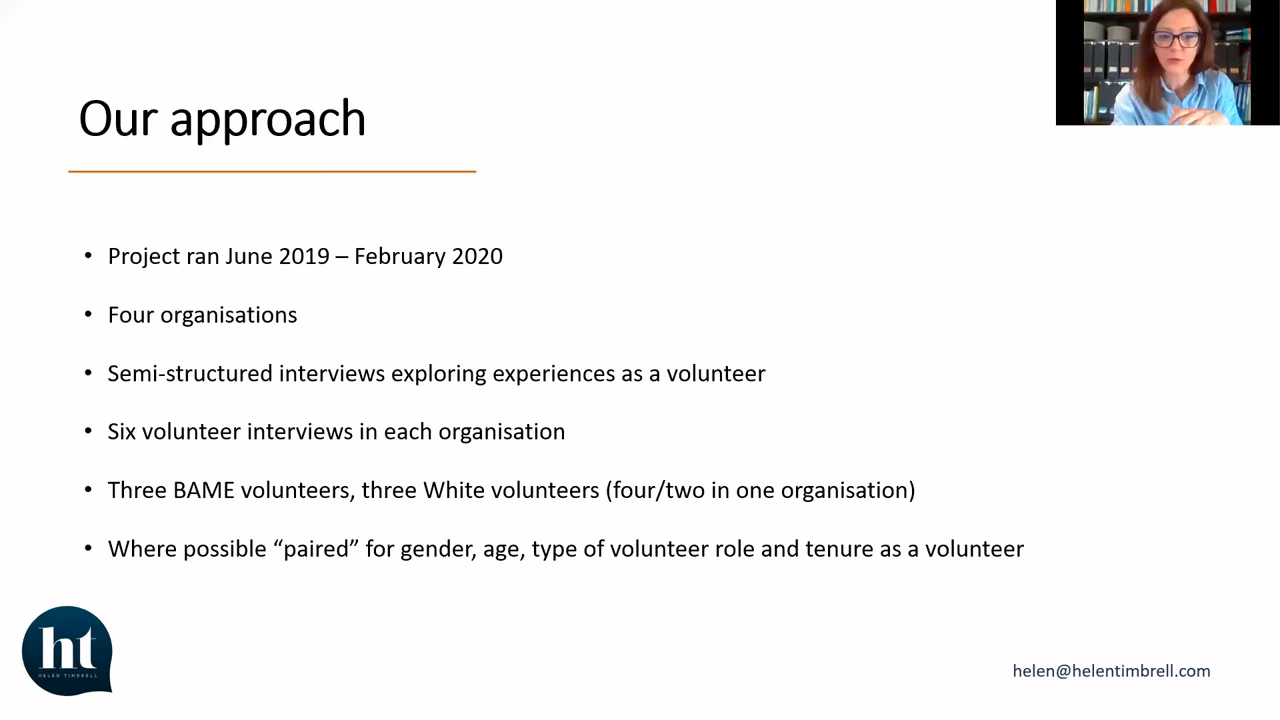 Our approach
• Project ran June 2019 – February 2020
• Four organisations
• Semi-structured interviews exploring experiences as a volunteer
• Six volunteer interviews in each organisation
• Three BAME volunteers, three White volunteers (four/two in one organisation)
• Where possible “paired” for gender, age, type of volunteer role and tenure as a volunteer
ht
HELEN TIMBRELL
helen@helentimbrell.com